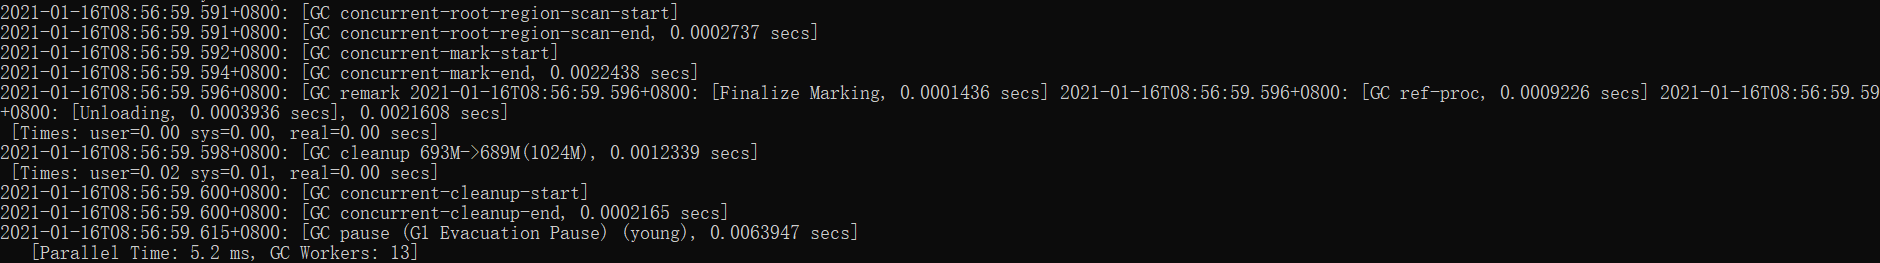 2021-01-16T08:56:59.591+0800: [GC concurrent-root-region-scan-start]
2021-01-16T08:56:59.591+0800: [GC concurrent-root-region-scan-end, 0.0002737 secs]
2021-01-16T08:56:59.592+0800: [GC concurrent-mark-start]
2021-01-16T08:56:59.594+0800: [GC concurrent-mark-end, 0.0022438 secs]
2021-01-16T08:56:59.596+0800: [GC remark 2021-01-16T08:56:59.596+0800: [Finalize Marking, 0.0001436 secs] 2021-01-16T08:56:59.596+0800: [GC ref-proc, 0.0009226 secs] 2021-01-16T08:56:59.59
+0800: [Unloading, 0.0003936 secs], 0.0021608 secs]
[Times: user=0.00 sys=0.00, real=0.00 secs]
2021-01-16T08:56:59.598+0800: [GC cleanup 693M->689M(1024M), 0.0012339 secs]
[Times: user=0.02 sys=0.01, real=0.00 secs]
2021-01-16T08:56:59.600+0800: [GC concurrent-cleanup-start]
2021-01-16T08:56:59.600+0800: [GC concurrent-cleanup-end, 0.0002165 secs]
2021-01-16T08:56:59.615+0800: [GC pause (G1 Evacuation Pause) (young), 0.0063947 secs]
[Parallel Time: 5.2 ms, GC Workers: 13]